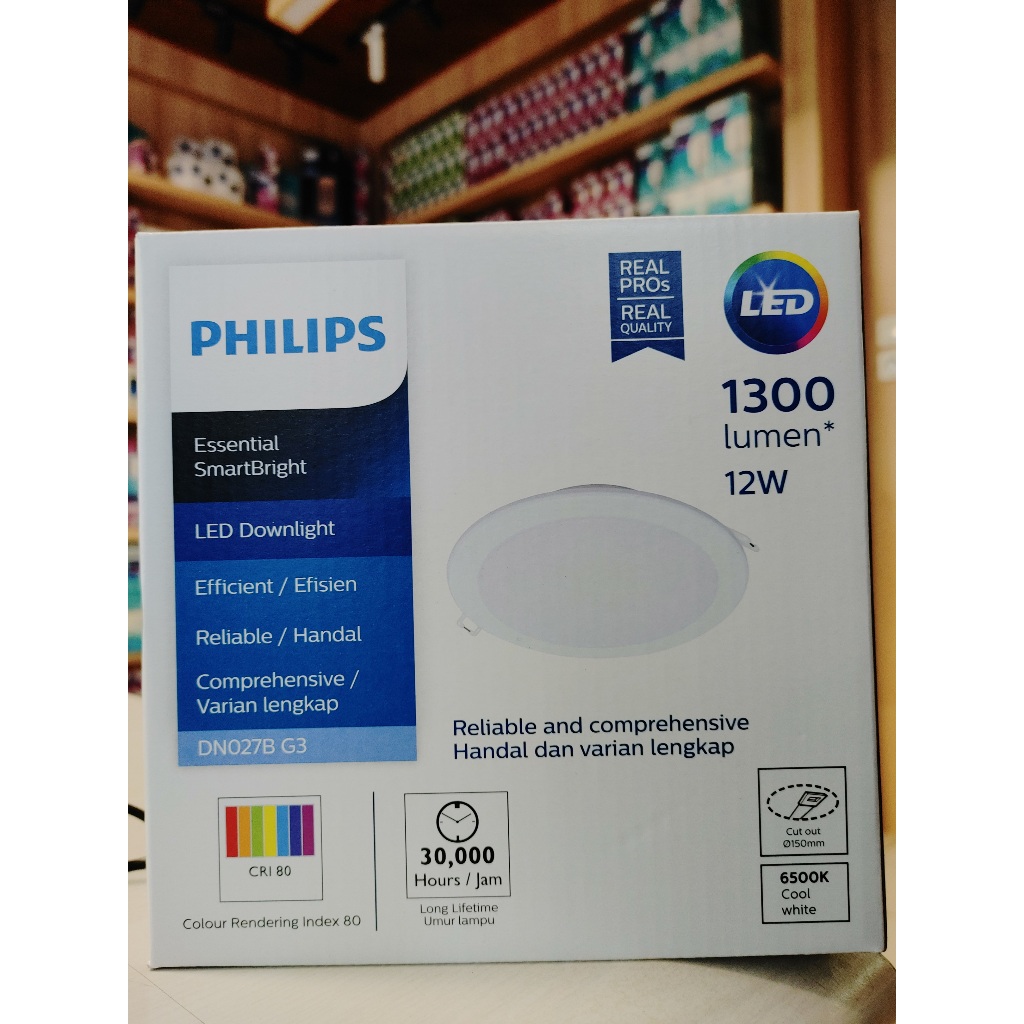 PHILIPS
Essential
SmartBright
LED Downlight
Efficient / Efisien
Reliable / Handal
Comprehensive /
Varian lengkap
DN027B G3
REAL
PROs
REAL
QUALITY
LED
1300
lumen*
12W
Reliable and comprehensive
Handal dan varian lengkap
CRI 80
Colour Rendering Index 80
30,000
Hours / Jam
Long Lifetime
Umur lampu
Cut out
Ø150mm
6500K
Cool
white